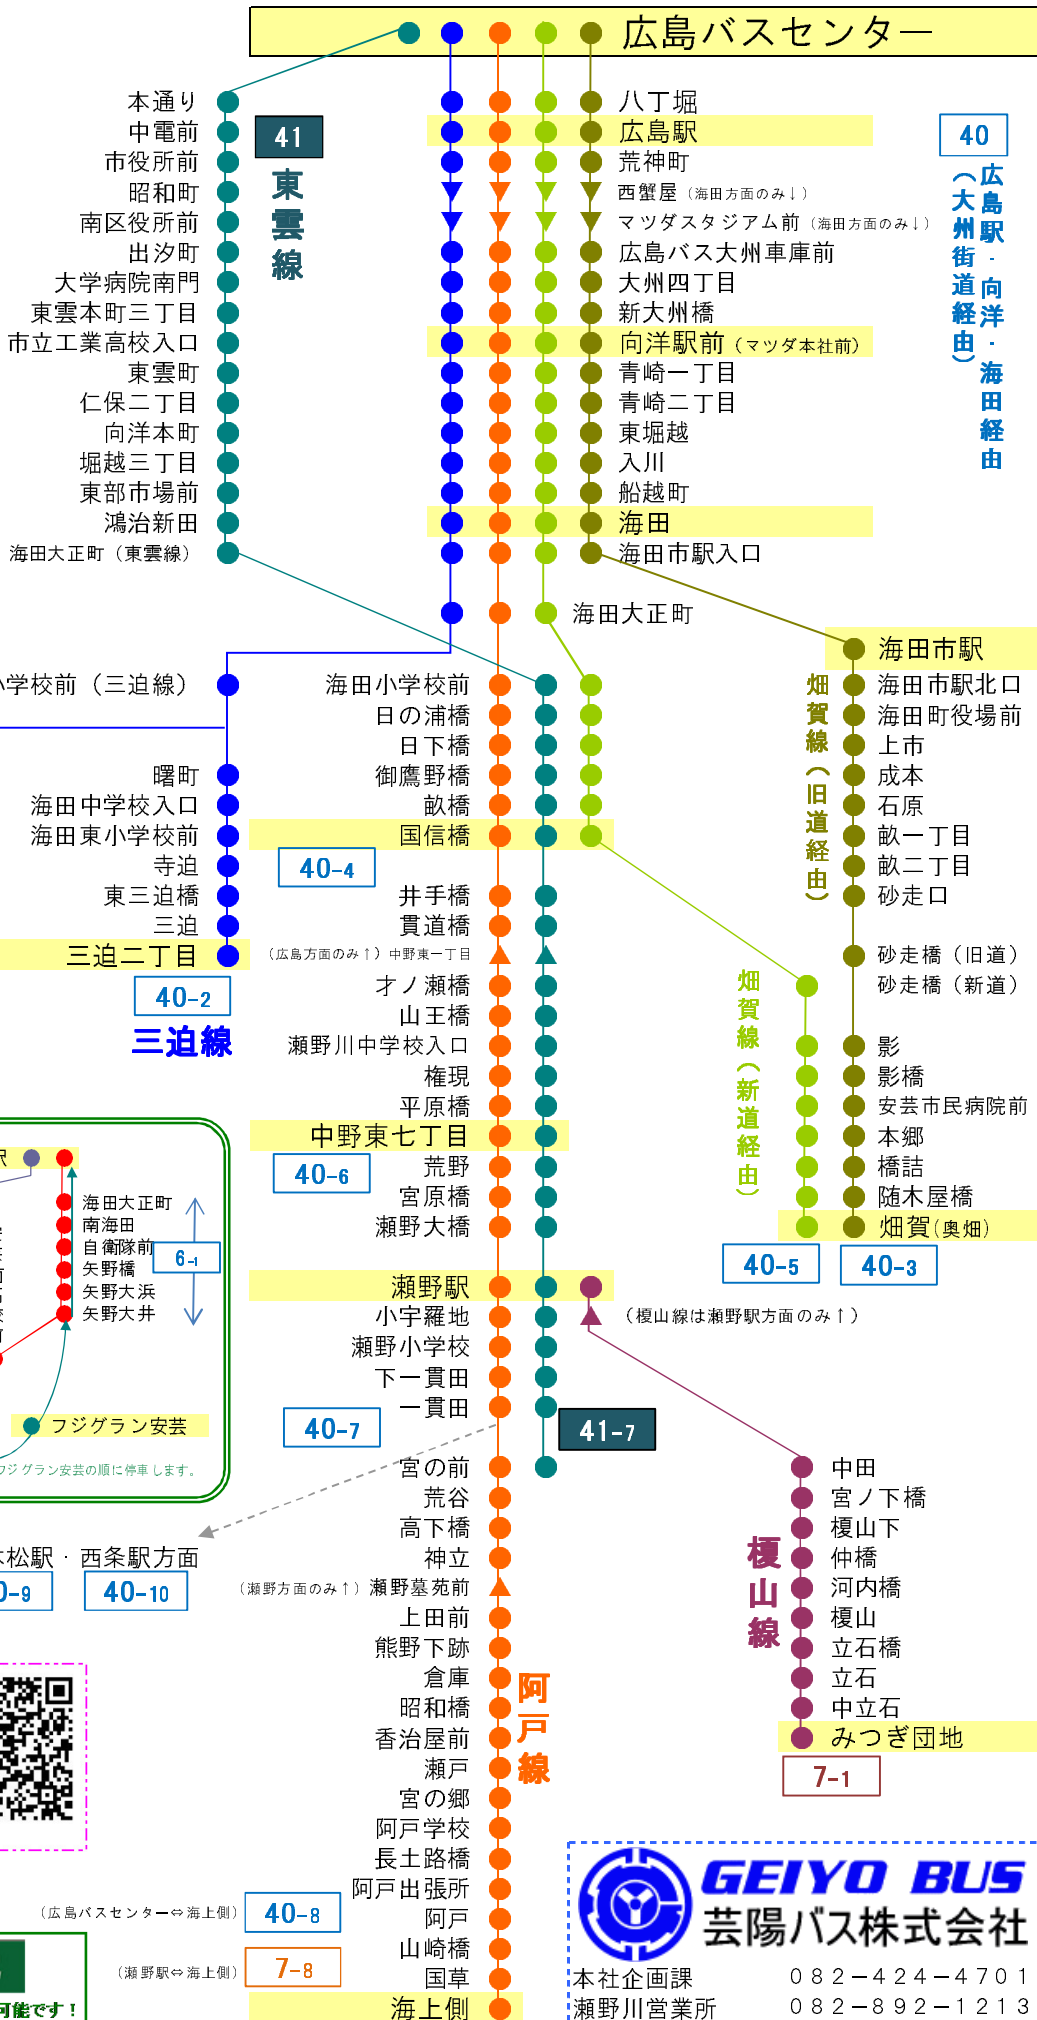 広島バスセンター
本通り
中電前
市役所前
昭和町
南区役所前
出汐町
大学病院南門
東雲本町三丁目
市立工業高校入口
東雲町
仁保二丁目
向洋本町
堀越三丁目
東部市場前
鴻治新田
海田大正町（東雲線）
41
東雲線
八丁堀
広島駅
荒神町
西蟹屋（海田方面のみ↓）
マツダスタジアム前（海田方面のみ↓）
広島バス大州車庫前
大州四丁目
新大州橋
向洋駅前（マツダ本社前）
青崎一丁目
青崎二丁目
東堀越
入川
船越町
海田
海田市駅入口
海田大正町
40
広島駅・向洋・海田経由
（大州街道経由）
小学校前（三迫線）
曙町
海田中学校入口
海田東小学校前
寺迫
東三迫橋
三迫
三迫二丁目
40-2
三迫線
海田小学校前
日の浦橋
日下橋
御鷹野橋
畝橋
国信橋
40-4
井手橋
貫道橋
（広島方面のみ↑）中野東一丁目
才ノ瀬橋
山王橋
瀬野川中学校入口
権現
平原橋
中野東七丁目
40-6
荒野
宮原橋
瀬野大橋
瀬野駅
小宇羅地
瀬野小学校
下一貫田
一貫田
40-7
41-7
宮の前
荒谷
高下橋
神立
（瀬野方面のみ↑）瀬野墓苑前
上田前
熊野下跡
倉庫
昭和橋
香治屋前
瀬戸
宮の郷
阿戸学校
長土路橋
阿戸出張所
阿戸
山崎橋
国草
海上側
阿戸線
（広島バスセンター⇔海上側）
40-8
（瀬野駅⇔海上側）
7-8
海田市駅
海田市駅北口
海田町役場前
上市
成本
石原
畝一丁目
畝二丁目
砂走口
砂走橋（旧道）
砂走橋（新道）
影
影橋
安芸市民病院前
本郷
橋詰
随木屋橋
畑賀（奥畑）
畑賀線（旧道経由）
畑賀線（新道経由）
40-5
40-3
（榎山線は瀬野駅方面のみ↑）
中田
宮ノ下橋
榎山下
仲橋
河内橋
榎山
立石橋
立石
中立石
みつぎ団地
7-1
榎山線
駅
海田大正町
南海田
自衛隊前
矢野橋
矢野大浜
矢野大井
6-1
フジグラン安芸
フジグラン安芸の順に停車します。
松駅・西条駅方面
0-9
40-10
可能です！
GEIYO BUS
芸陽バス株式会社
本社企画課 082－424－4701
瀬野川営業所 082－892－1213